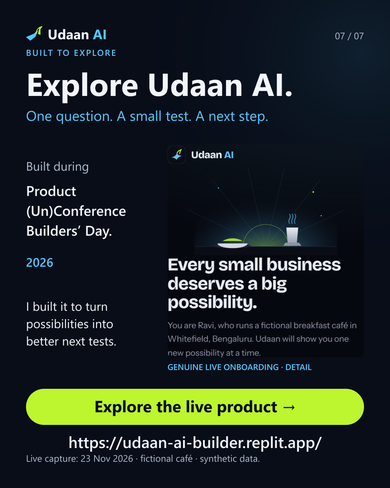 Udaan AI
07 / 07
BUILT TO EXPLORE
Explore Udaan AI.
One question. A small test. A next step.
Built during
Product
(Un)Conference
Builders’ Day.
2026
I built it to turn
possibilities into
better next tests.
Udaan AI
Every small business
deserves a big
possibility.
You are Ravi, who runs a fictional breakfast café in
Whitefield, Bengaluru. Udaan will show you one
new possibility at a time.
GENUINE LIVE ONBOARDING · DETAIL
Explore the live product →
https://udaan-ai-builder.replit.app/
Live capture: 23 Nov 2026 · fictional café · synthetic data.